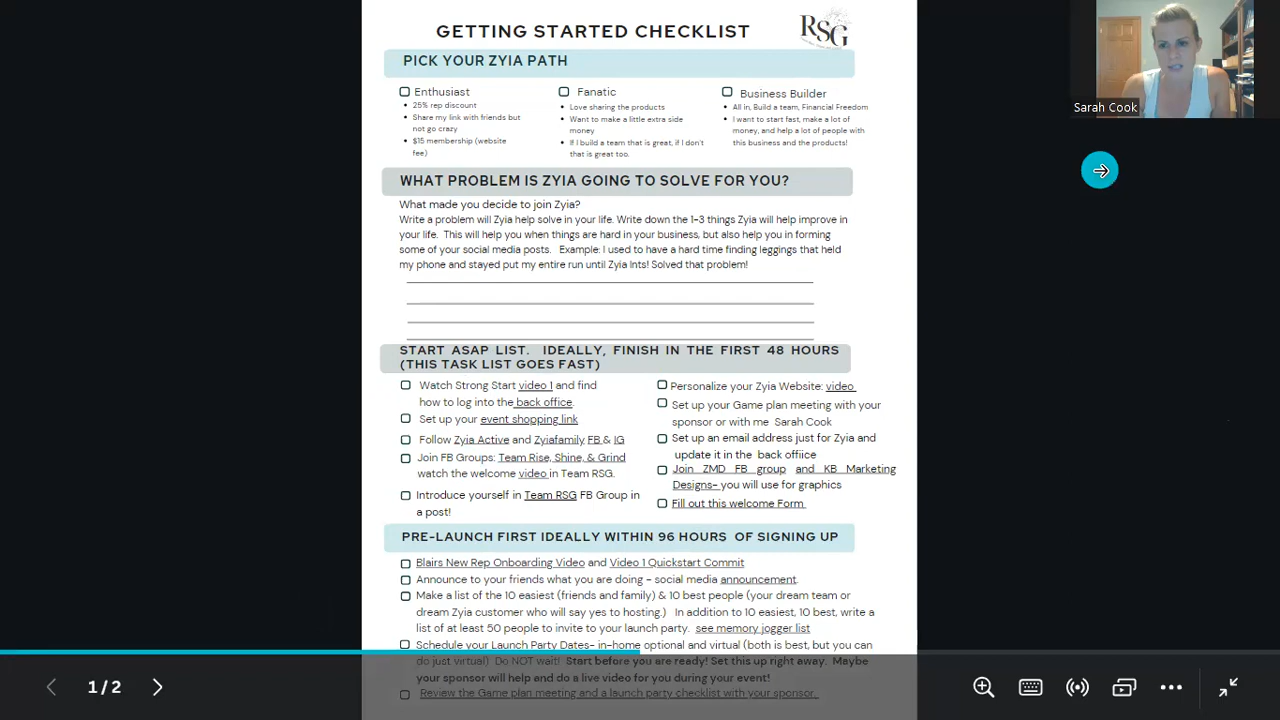 GETTING STARTED CHECKLIST
RSG
PICK YOUR ZYIA PATH
Enthusiast
25% rep discount
Share my link with friends but
not go crazy
$15 membership (website
fee)
Fanatic
Love sharing the products
Want to make a little extra side
money
If I build a team that is great, if I don't
that is great too.
Business Builder
All in, Build a team, Financial Freedom
I want to start fast, make a lot of
money, and help a lot of people with
this business and the products!
Sarah Cook
WHAT PROBLEM IS ZYIA GOING TO SOLVE FOR YOU?
What made you decide to join Zyia?
Write a problem will Zyia help solve in your life. Write down the 1-3 things Zyia will help improve in
your life. This will help you when things are hard in your business, but also help you in forming
some of your social media posts. Example: I used to have a hard time finding leggings that held
my phone and stayed put my entire run until Zyia Ints! Solved that problem!
START ASAP LIST. IDEALLY, FINISH IN THE FIRST 48 HOURS
(THIS TASK LIST GOES FAST)
Watch Strong Start video 1 and find
how to log into the back office.
Set up your event shopping link
Follow Zyia Active and Zyiafamily FB & IG
Join FB Groups: Team Rise, Shine, & Grind
watch the welcome video in Team RSG.
Introduce yourself in Team RSG FB Group in
a post!
Personalize your Zyia Website: video
Set up your Game plan meeting with your
sponsor or with me Sarah Cook
Set up an email address just for Zyia and
update it in the back offiice
Join ZMD FB group and KB Marketing
Designs- you will use for graphics
Fill out this welcome Form
PRE-LAUNCH FIRST IDEALLY WITHIN 96 HOURS OF SIGNING UP
Blairs New Rep Onboarding Video and Video 1 Quickstart Commit
Announce to your friends what you are doing - social media announcement.
Make a list of the 10 easiest (friends and family) & 10 best people (your dream team or
dream Zyia customer who will say yes to hosting.) In addition to 10 easiest, 10 best, write a
list of at least 50 people to invite to your launch party. see memory jogger list
Schedule your Launch Party Dates- in-home optional and virtual (both is best, but you can
do just virtual) Do NOT wait! Start before you are ready! Set this up right away. Maybe
your sponsor will help and do a live video for you during your event!
Review the Game plan meeting and a launch party checklist with your sponsor.
1/2